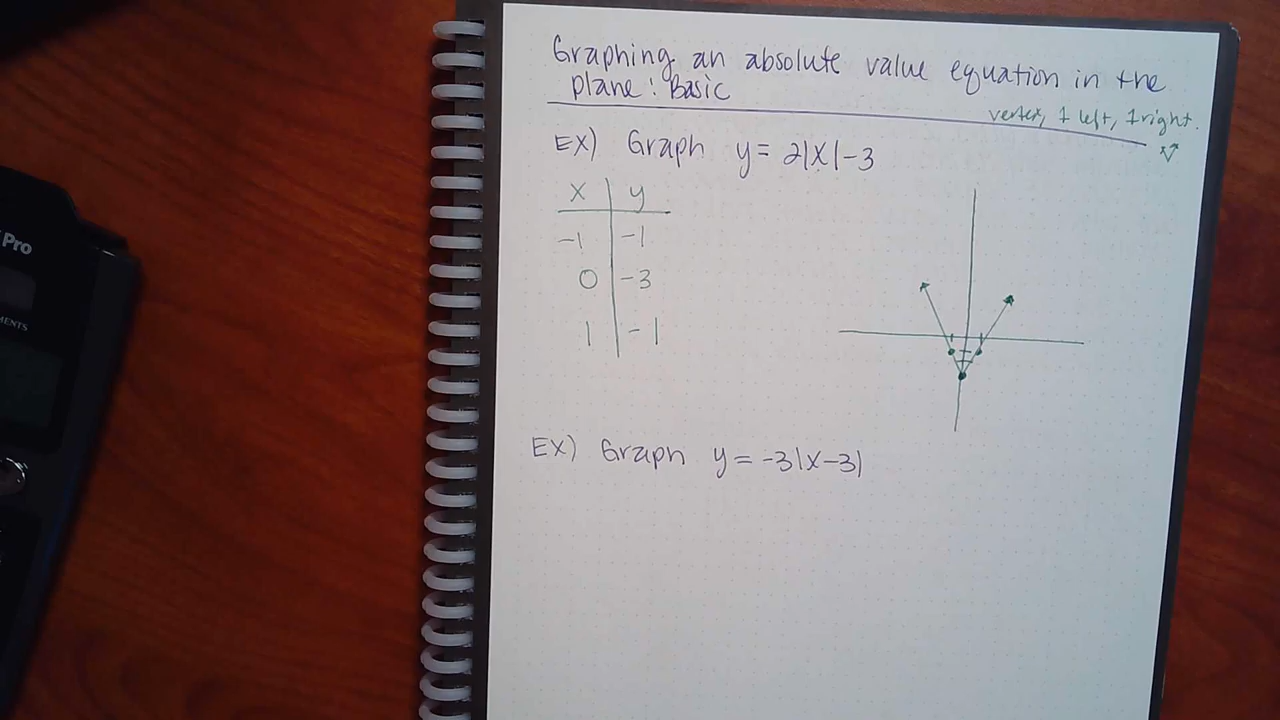 Graphing an absolute value equation in the
plane: Basic
vertex, 1 left, 1 right.
EX) Graph y = 2|x|-3
x y
-1 -1
0 -3
1 -1
EX) Graph y = -3|x-3|
Pro